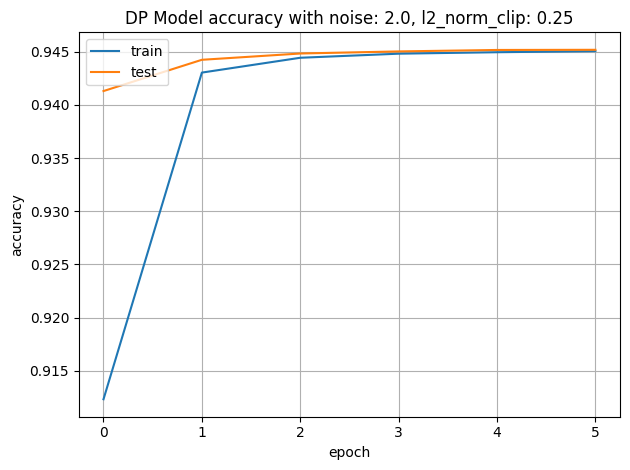 DP Model accuracy with noise: 2.0, l2_norm_clip: 0.25
train
test
0.945
0.940
0.935
0.930
0.925
0.920
0.915
accuracy
0 1 2 3 4 5
epoch